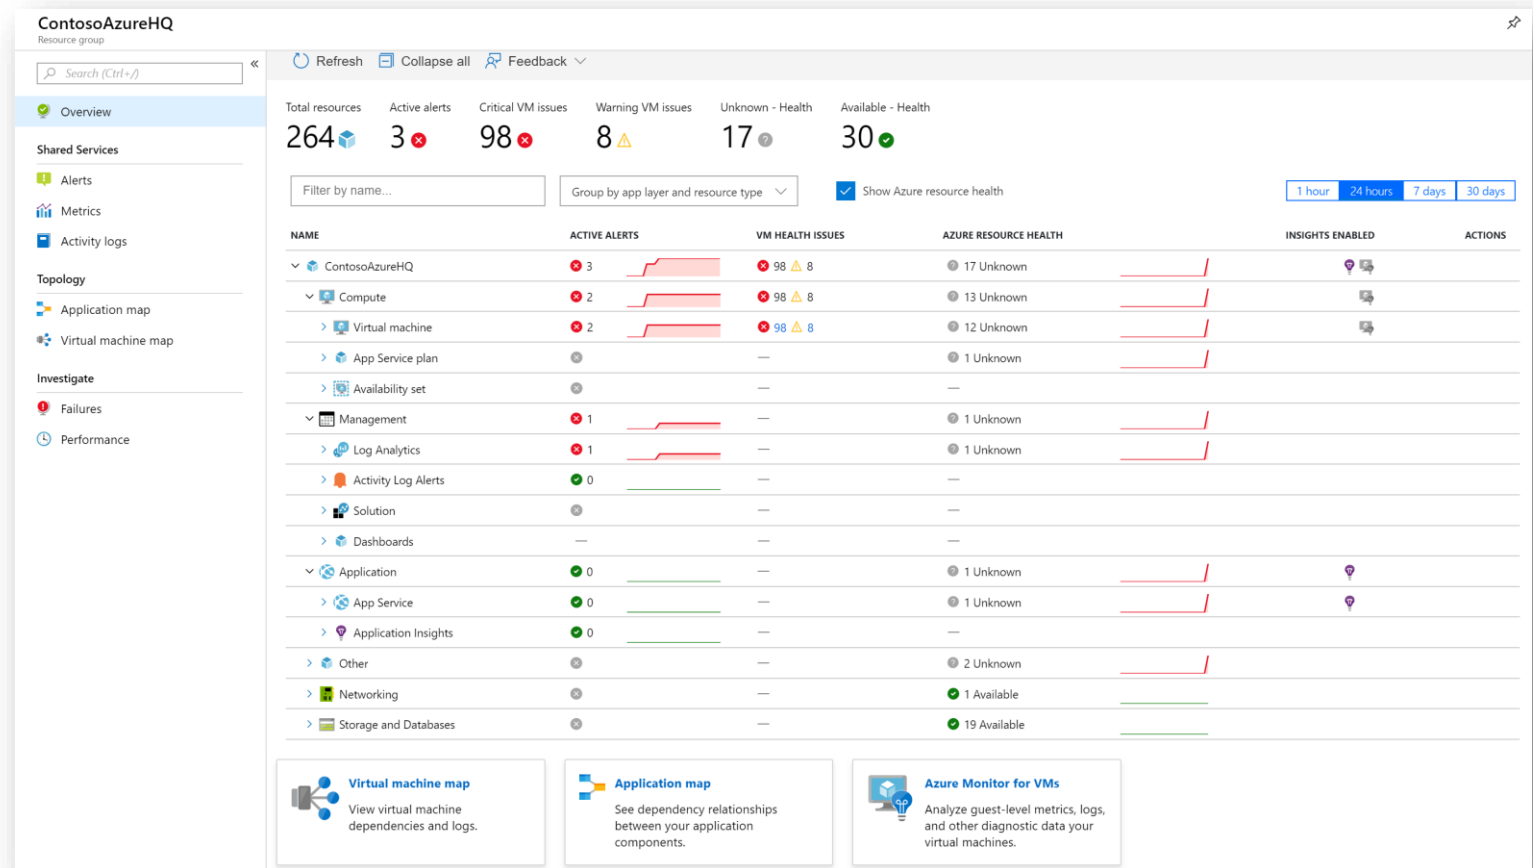 ContosoAzureHQ
Resource group
Search (Ctrl+/)
«
Overview
Shared Services
Alerts
Metrics
Activity logs
Topology
Application map
Virtual machine map
Investigate
Failures
Performance
Refresh Collapse all Feedback
Total resources Active alerts Critical VM issues Warning VM issues Unknown - Health Available - Health
264 3 98 8 17 30
Filter by name... Group by app layer and resource type Show Azure resource health 1 hour 24 hours 7 days 30 days
NAME ACTIVE ALERTS VM HEALTH ISSUES AZURE RESOURCE HEALTH INSIGHTS ENABLED ACTIONS
ContosoAzureHQ 3 98 8 17 Unknown
Compute 2 98 8 13 Unknown
Virtual machine 2 98 8 12 Unknown
App Service plan — 1 Unknown
Availability set — —
Management 1 — 1 Unknown
Log Analytics 1 — 1 Unknown
Activity Log Alerts 0 — —
Solution — —
Dashboards — — —
Application 0 — 1 Unknown
App Service 0 — 1 Unknown
Application Insights 0 — —
Other — 2 Unknown
Networking — 1 Available
Storage and Databases — 19 Available
Virtual machine map
View virtual machine
dependencies and logs.
Application map
See dependency relationships
between your application
components.
Azure Monitor for VMs
Analyze guest-level metrics, logs,
and other diagnostic data your
virtual machines.